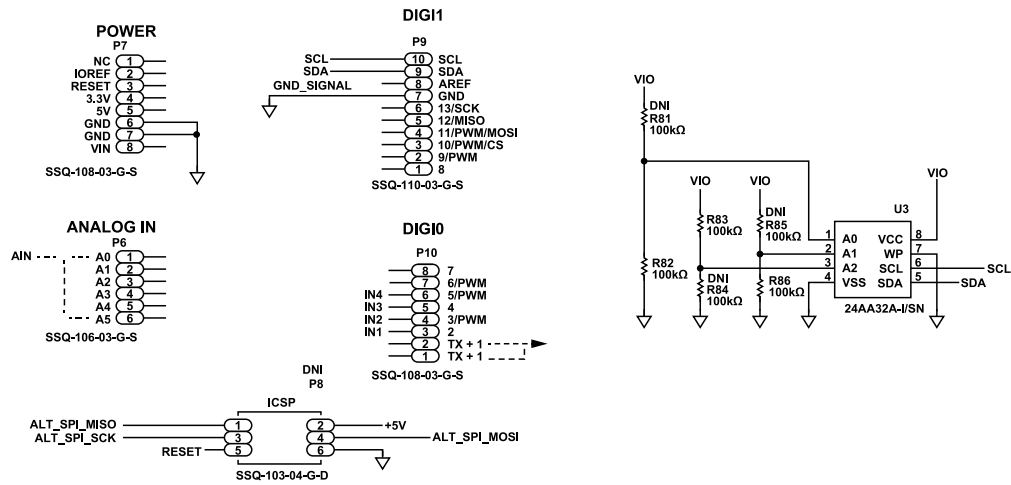 POWER
P7
NC 1
IOREF 2
RESET 3
3.3V 4
5V 5
GND 6
GND 7
VIN 8
SSQ-108-03-G-S
DIGI1
P9
SCL 10 SCL
SDA 9 SDA
8 AREF
GND_SIGNAL 7 GND
6 13/SCK
5 12/MISO
4 11/PWM/MOSI
3 10/PWM/CS
2 9/PWM
1 8
SSQ-110-03-G-S
ANALOG IN
P6
AIN A0 1
A1 2
A2 3
A3 4
A4 5
A5 6
SSQ-106-03-G-S
DIGI0
P10
8 7
7 6/PWM
IN4 6 5/PWM
IN3 5 4
IN2 4 3/PWM
IN1 3 2
2 TX + 1
1 TX + 1
SSQ-108-03-G-S
DNI
P8
ICSP
ALT_SPI_MISO 1 2 +5V
ALT_SPI_SCK 3 4 ALT_SPI_MOSI
RESET 5 6
SSQ-103-04-G-D
VIO
DNI
R81
100kΩ
R82
100kΩ
VIO
R83
100kΩ
DNI
R84
100kΩ
VIO
DNI
R85
100kΩ
R86
100kΩ
U3
VIO
1 A0 VCC 8
2 A1 WP 7
3 A2 SCL 6 SCL
4 VSS SDA 5 SDA
24AA32A-I/SN